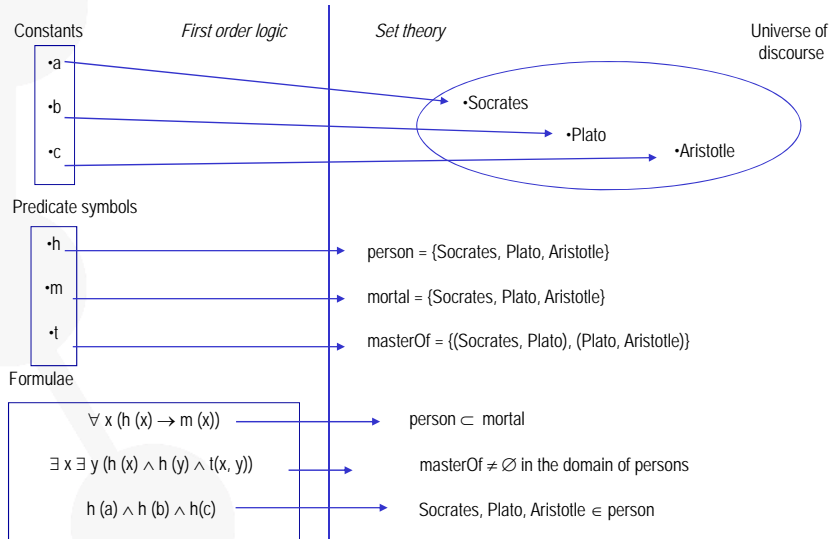 Constants First order logic Set theory Universe of discourse
•a
•b
•c
•Socrates
•Plato
•Aristotle
Predicate symbols
•h person = {Socrates, Plato, Aristotle}
•m mortal = {Socrates, Plato, Aristotle}
•t masterOf = {(Socrates, Plato), (Plato, Aristotle)}
Formulae
∀ x (h (x) → m (x)) person ⊂ mortal
∃ x ∃ y (h (x) ∧ h (y) ∧ t(x, y)) masterOf ≠ ∅ in the domain of persons
h (a) ∧ h (b) ∧ h(c) Socrates, Plato, Aristotle ∈ person